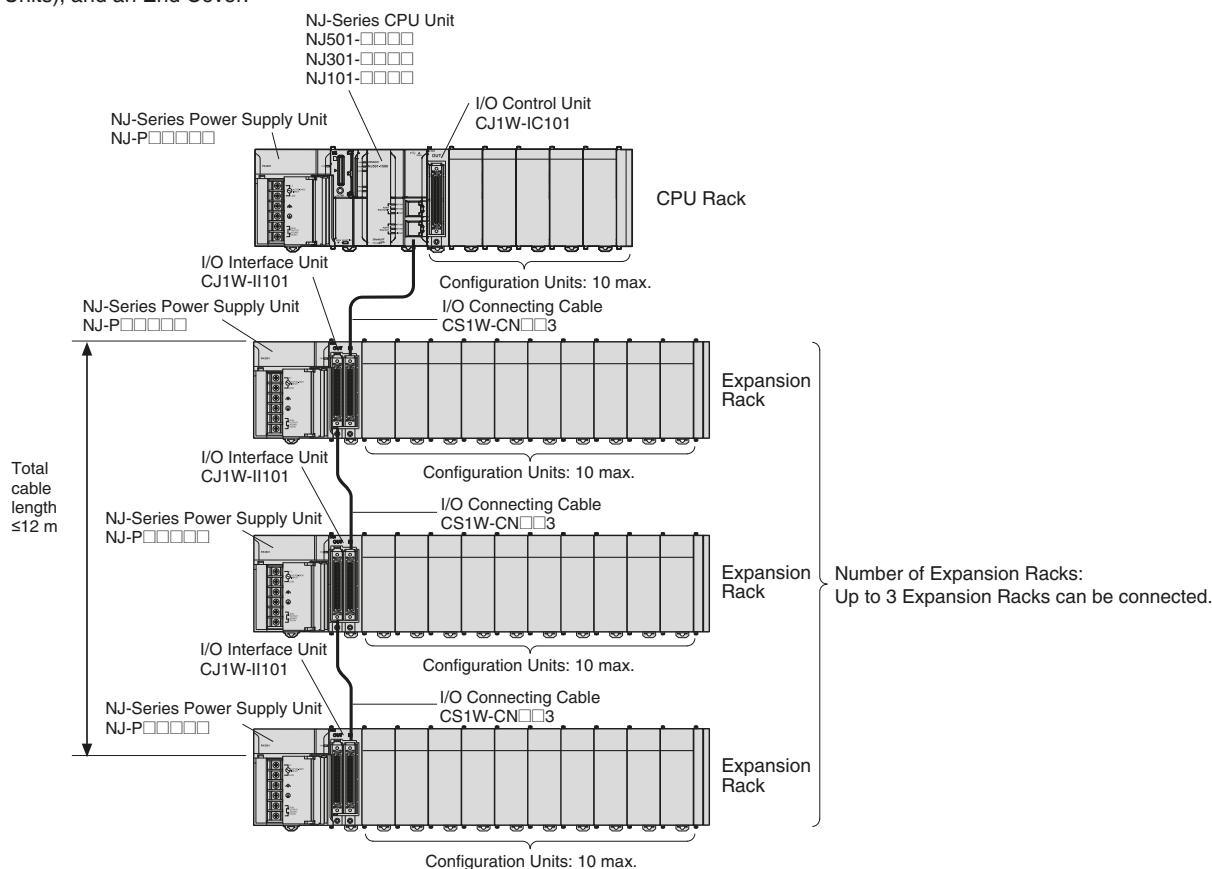 Units), and an End Cover.
NJ-Series CPU Unit
NJ501-□□□□
NJ301-□□□□
NJ101-□□□□
I/O Control Unit
CJ1W-IC101
NJ-Series Power Supply Unit
NJ-P□□□□□
OUT
CPU Rack
I/O Interface Unit
CJ1W-II101
Configuration Units: 10 max.
NJ-Series Power Supply Unit
NJ-P□□□□□
I/O Connecting Cable
CS1W-CN□□3
OUT
Expansion
Rack
Configuration Units: 10 max.
Total
cable
length
≤12 m
I/O Interface Unit
CJ1W-II101
I/O Connecting Cable
CS1W-CN□□3
NJ-Series Power Supply Unit
NJ-P□□□□□
OUT
Expansion
Rack
Number of Expansion Racks:
Up to 3 Expansion Racks can be connected.
Configuration Units: 10 max.
I/O Interface Unit
CJ1W-II101
I/O Connecting Cable
CS1W-CN□□3
NJ-Series Power Supply Unit
NJ-P□□□□□
OUT
Expansion
Rack
Configuration Units: 10 max.